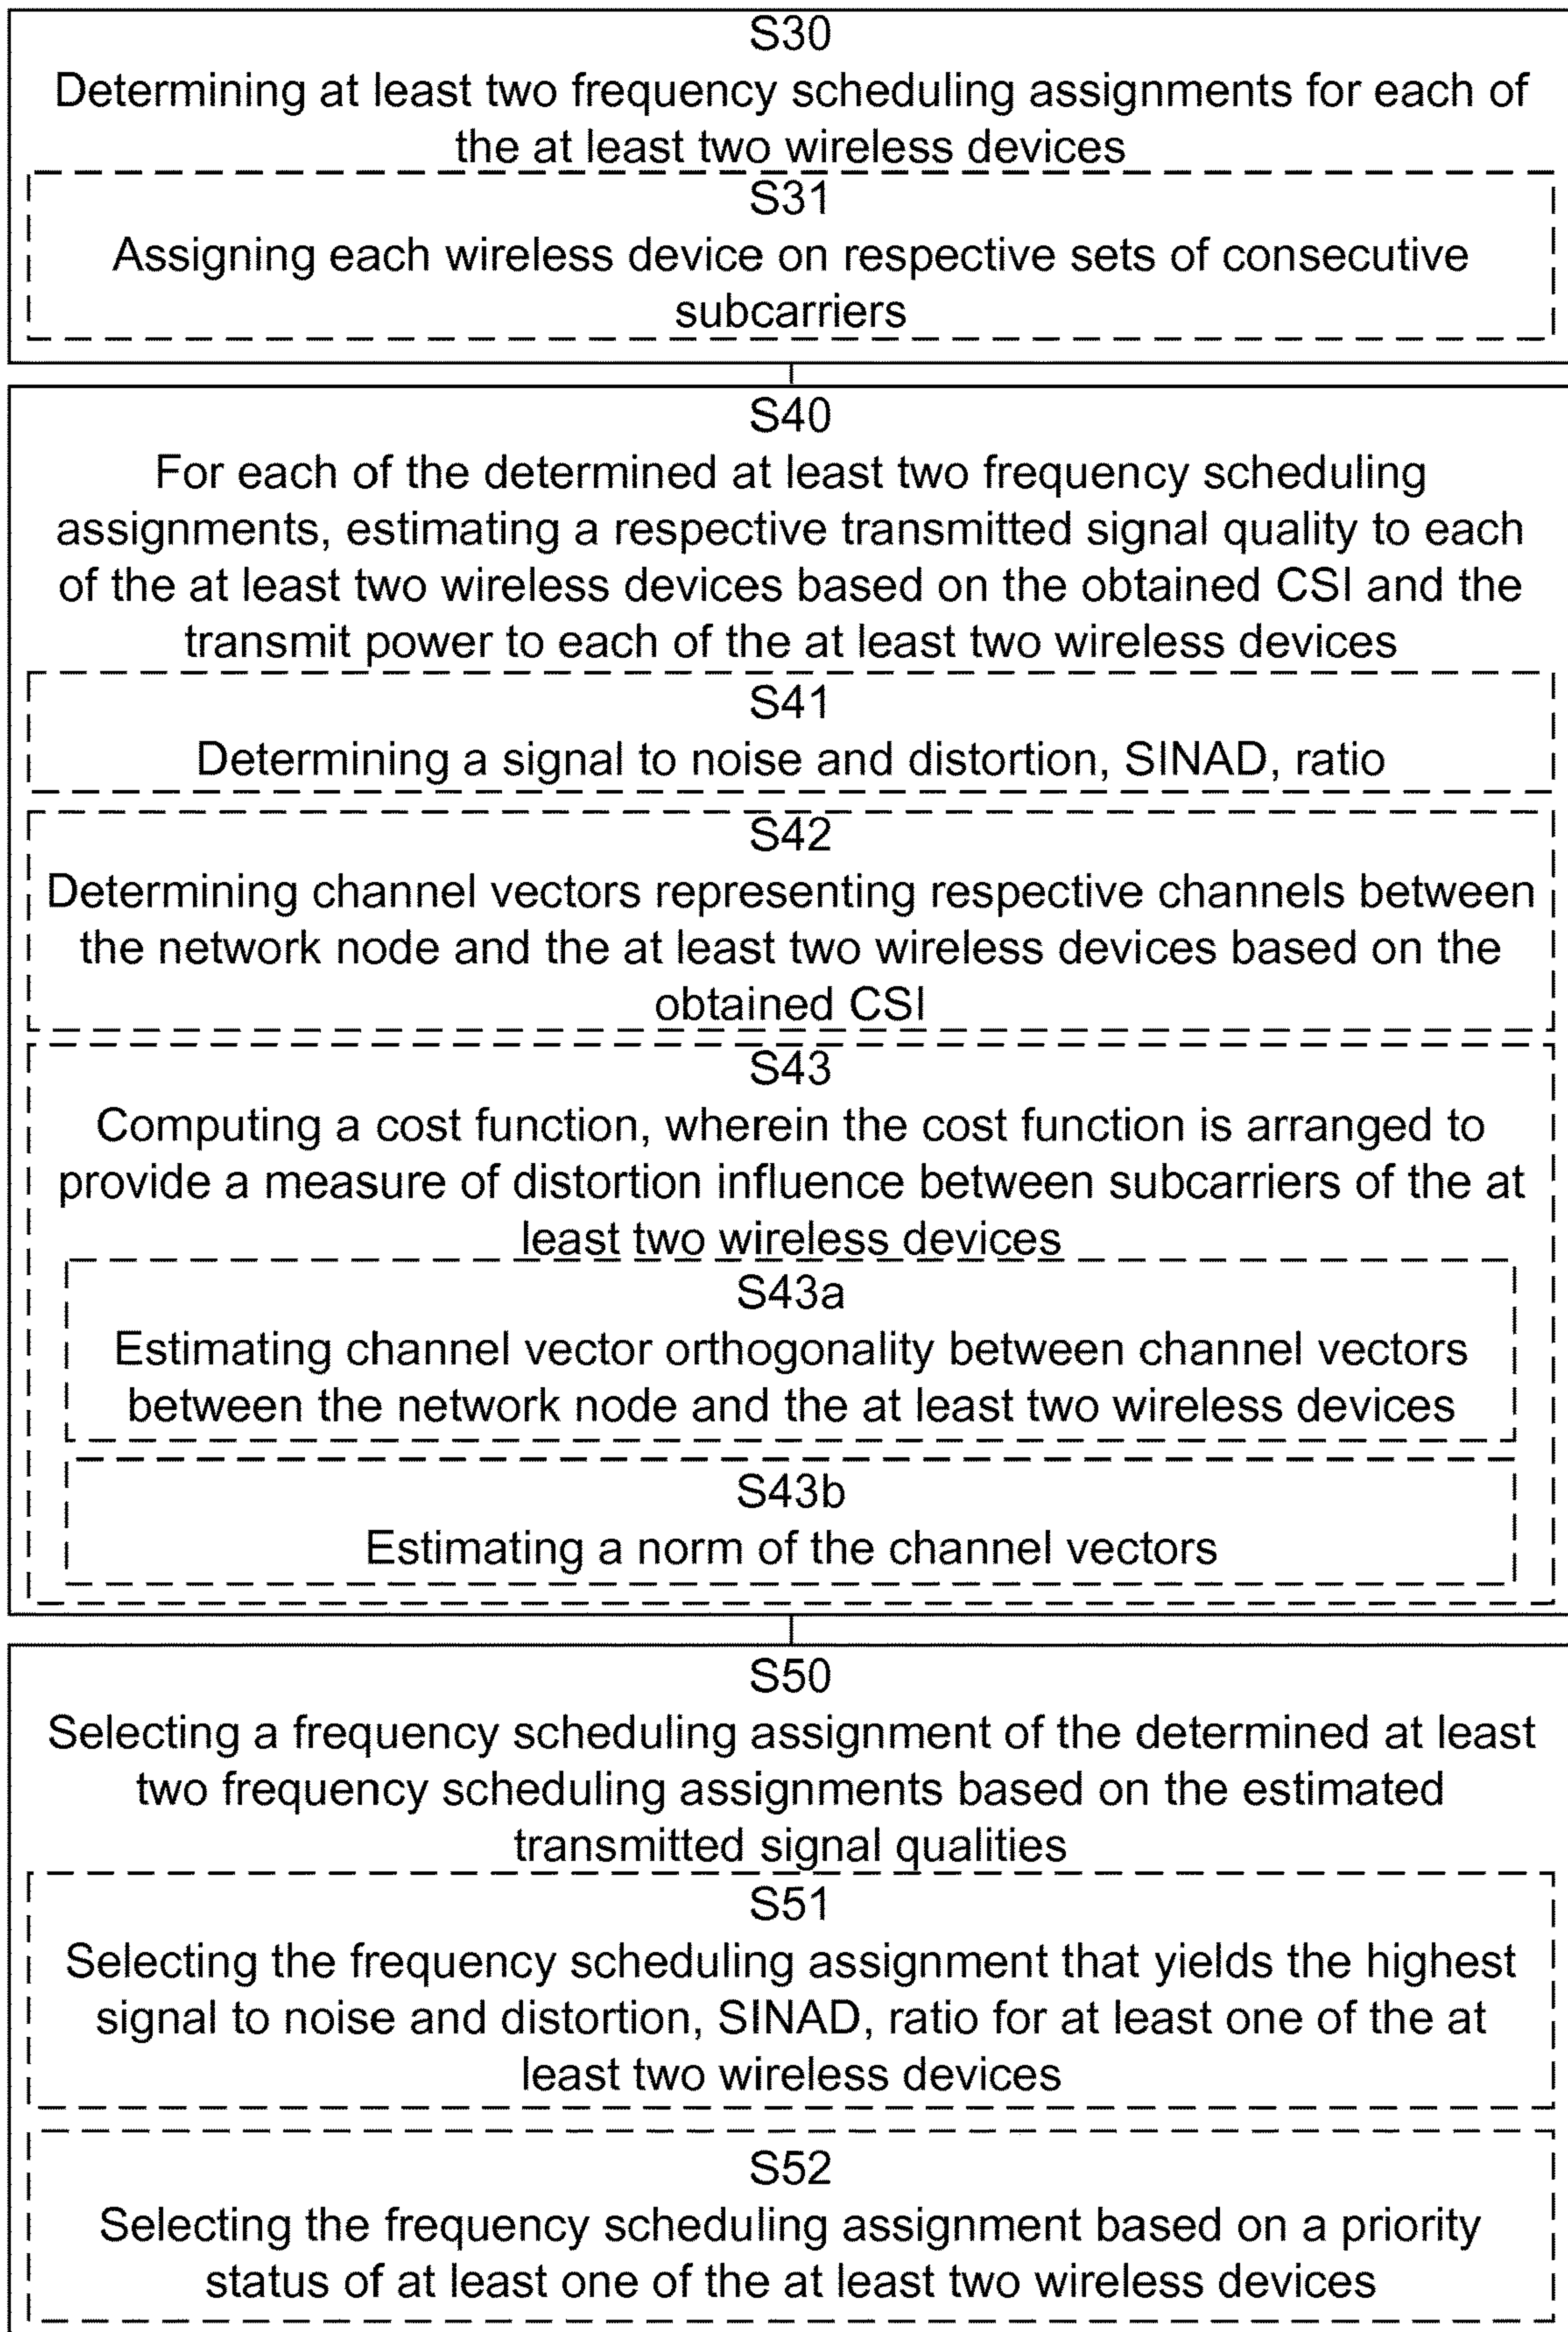 S30
Determining at least two frequency scheduling assignments for each of
the at least two wireless devices
S31
Assigning each wireless device on respective sets of consecutive
subcarriers
S40
For each of the determined at least two frequency scheduling
assignments, estimating a respective transmitted signal quality to each
of the at least two wireless devices based on the obtained CSI and the
transmit power to each of the at least two wireless devices
S41
Determining a signal to noise and distortion, SINAD, ratio
S42
Determining channel vectors representing respective channels between
the network node and the at least two wireless devices based on the
obtained CSI
S43
Computing a cost function, wherein the cost function is arranged to
provide a measure of distortion influence between subcarriers of the at
least two wireless devices
S43a
Estimating channel vector orthogonality between channel vectors
between the network node and the at least two wireless devices
S43b
Estimating a norm of the channel vectors
S50
Selecting a frequency scheduling assignment of the determined at least
two frequency scheduling assignments based on the estimated
transmitted signal qualities
S51
Selecting the frequency scheduling assignment that yields the highest
signal to noise and distortion, SINAD, ratio for at least one of the at
least two wireless devices
S52
Selecting the frequency scheduling assignment based on a priority
status of at least one of the at least two wireless devices